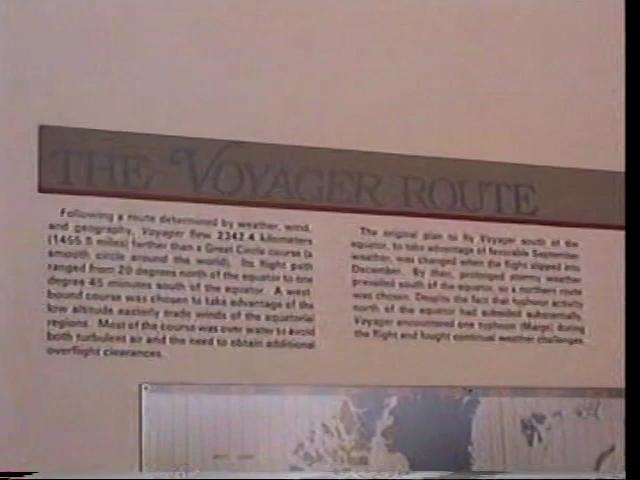 THE VOYAGER ROUTE
Following a route determined by weather, wind,
and geography, Voyager flew 2342.4 kilometers
(1455.5 miles) farther than a Great Circle course (a
smooth circle around the world). Its flight path
ranged from 20 degrees north of the equator to one
degree 45 minutes south of the equator. A west-
bound course was chosen to take advantage of the
low altitude easterly trade winds of the equatorial
regions. Most of the course was over water to avoid
both turbulent air and the need to obtain additional
overflight clearances.
The original plan to fly Voyager south of the
equator, to take advantage of favorable September
weather, was changed when the flight slipped into
December. By then, prolonged stormy weather
prevailed south of the equator, so a northern route
was chosen. Despite the fact that typhoon activity
north of the equator had subsided substantially,
Voyager encountered one typhoon (Marge) during
the flight and fought continual weather challenges.